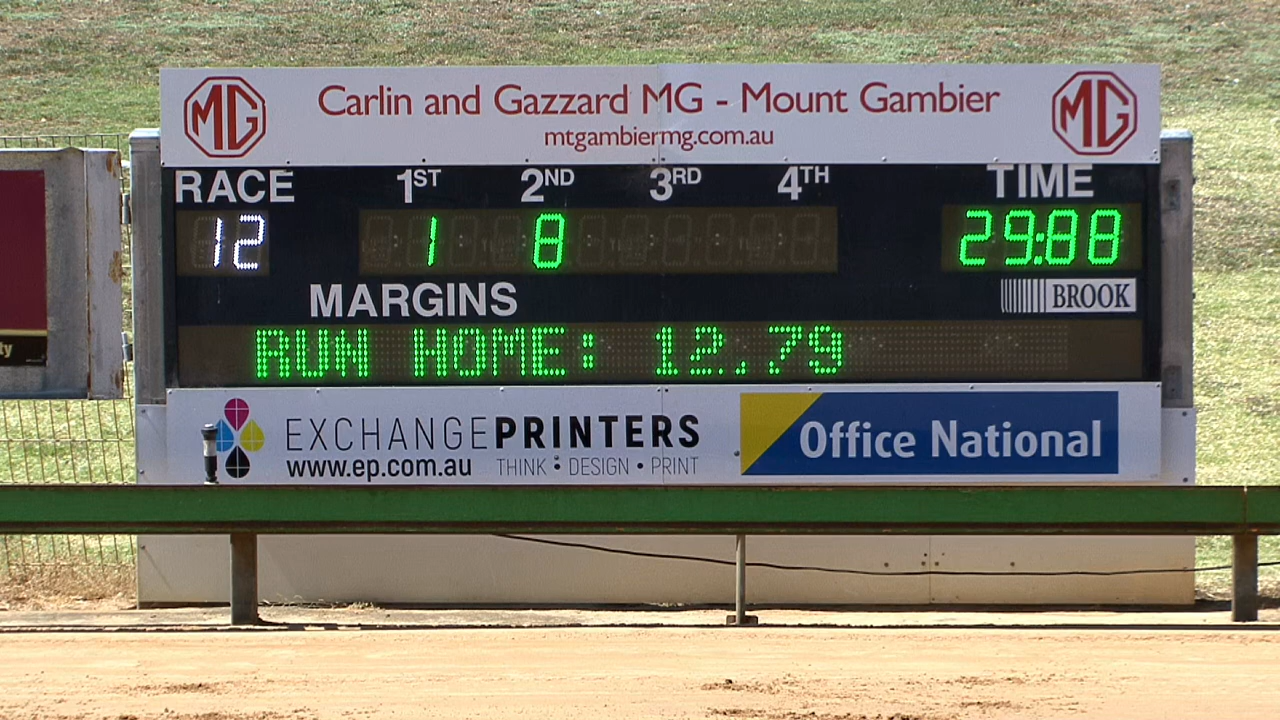 MG Carlin and Gazzard MG - Mount Gambier MG
mtgambiermg.com.au
RACE 1ST 2ND 3RD 4TH TIME
12 1 8 29:88
MARGINS BROOK
RUN HOME: 12.79
EXCHANGEPRINTERS Office National
www.ep.com.au THINK • DESIGN • PRINT